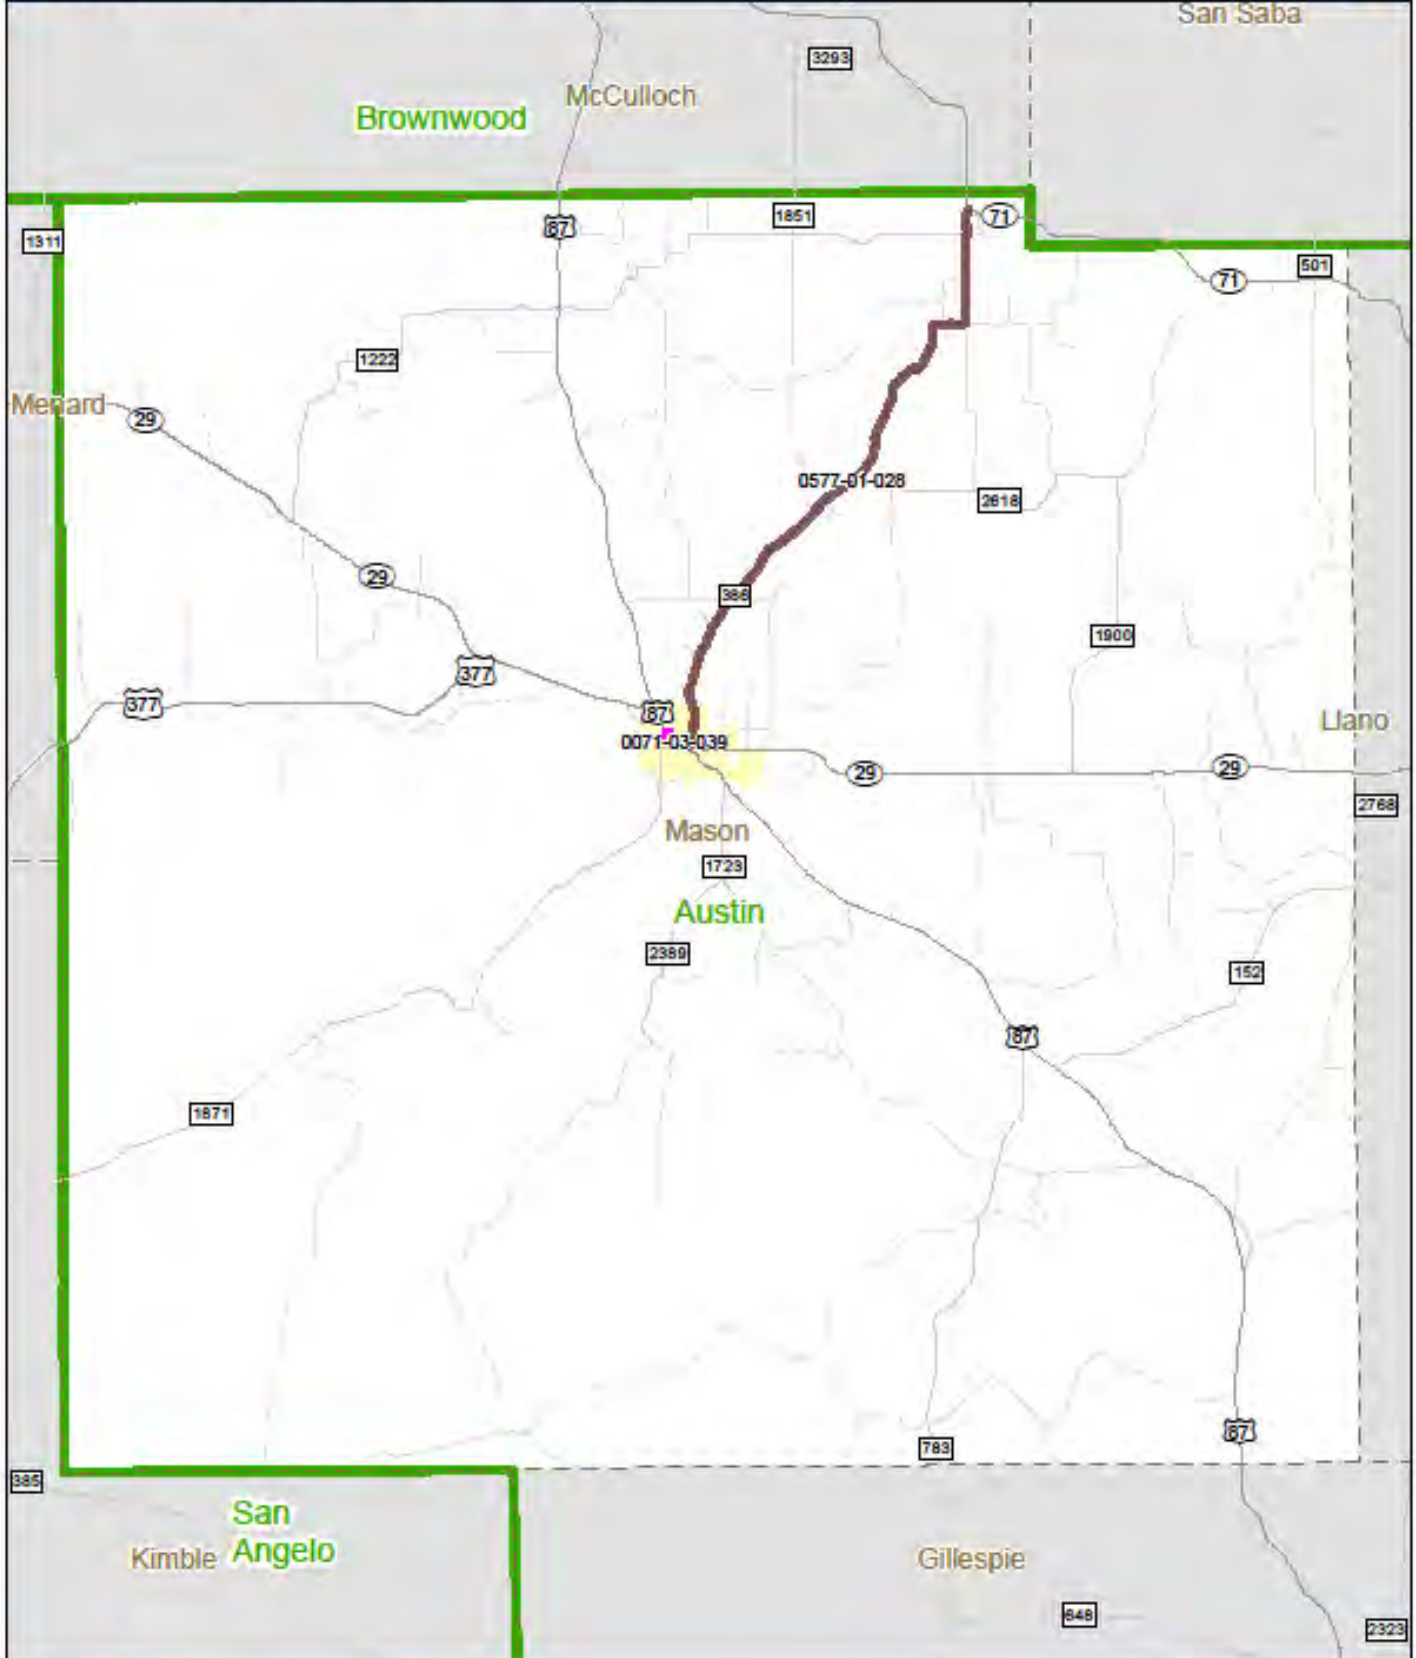 San Saba
3293
McCulloch
Brownwood
1851
71
87
1311
501
71
1222
Menard
29
0577-01-028
2618
29
386
1900
377
377
87
Llano
0071-03-039
29
29
2768
Mason
1723
Austin
2389
152
87
1871
87
783
385
San
Angelo
Kimble
Gillespie
648
2323